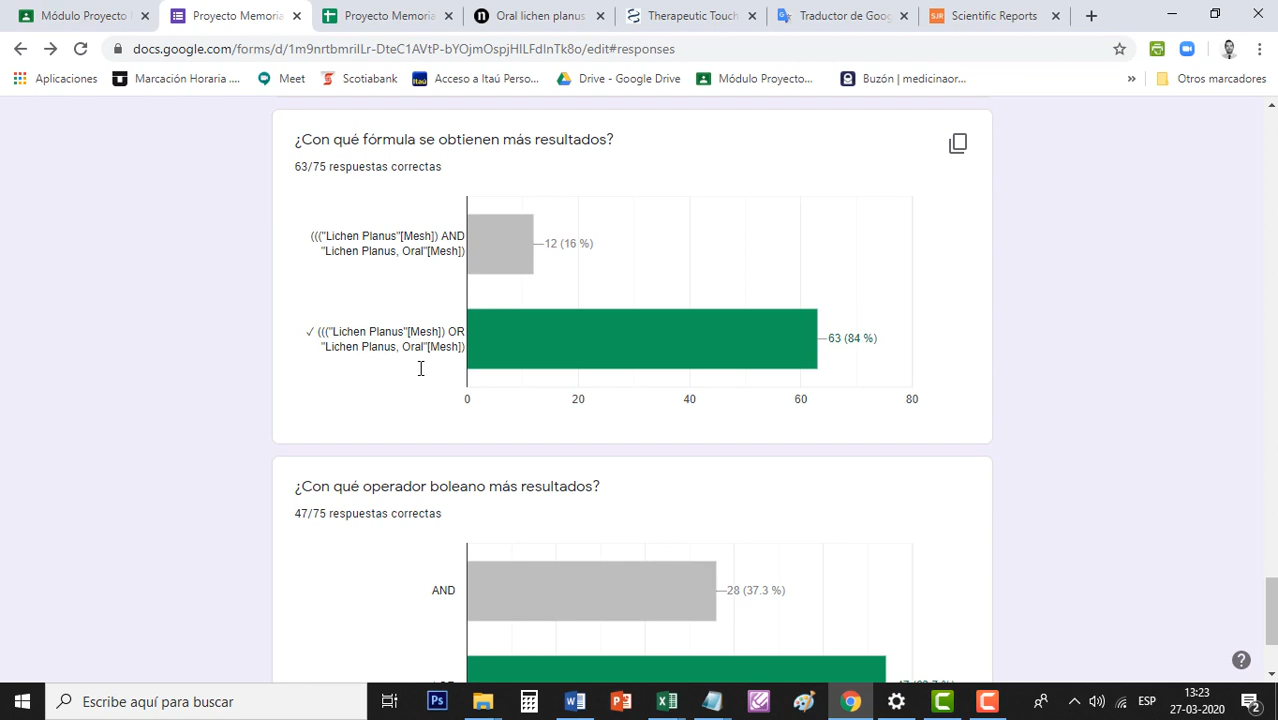 Módulo Proyecto
Proyecto Memoria
Proyecto Memoria
Oral lichen planus
Therapeutic Touch
Traductor de Goog
SJR
Scientific Reports
docs.google.com/forms/d/1m9nrtbmriILr-DteC1AVtP-bYOjmOspjHILFdInTk8o/edit#responses
Aplicaciones
Marcación Horaria ....
Meet
Scotiabank
Itaú
Acceso a Itaú Perso...
Drive - Google Drive
Módulo Proyecto...
Buzón (medicinaor...
»
Otros marcadores
¿Con qué fórmula se obtienen más resultados?
63/75 respuestas correctas
((("Lichen Planus"[Mesh]) AND
"Lichen Planus, Oral"[Mesh])
12 (16 %)
✓ ((("Lichen Planus"[Mesh]) OR
"Lichen Planus, Oral"[Mesh])
63 (84 %)
0 20 40 60 80
¿Con qué operador boleano más resultados?
47/75 respuestas correctas
AND
28 (37.3 %)
Escribe aquí para buscar
Ps
ESP
13:23
27-03-2020
2